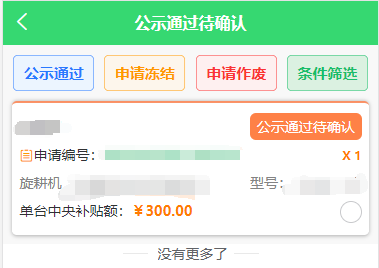 公示通过待确认
公示通过 申请冻结 申请作废 条件筛选
公示通过待确认
申请编号: X 1
旋耕机 型号:
单台中央补贴额: ￥300.00
没有更多了